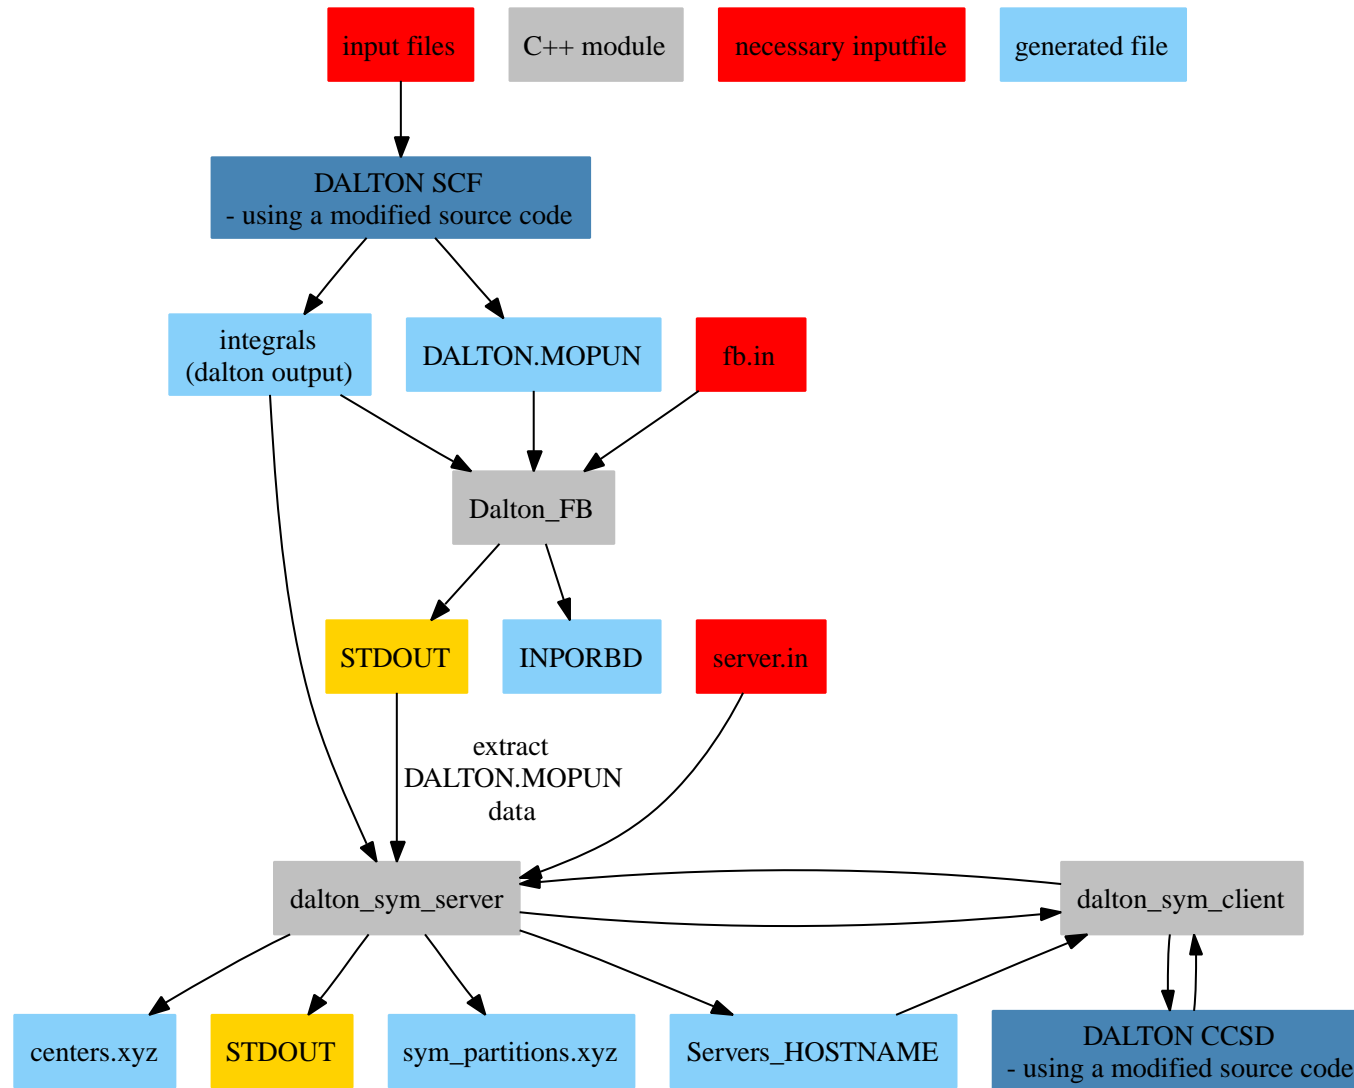 input files
C++ module
necessary inputfile
generated file
DALTON SCF
- using a modified source code
integrals
(dalton output)
DALTON.MOPUN
fb.in
Dalton_FB
STDOUT
INPORBD
server.in
extract
DALTON.MOPUN
data
dalton_sym_server
dalton_sym_client
centers.xyz
STDOUT
sym_partitions.xyz
Servers_HOSTNAME
DALTON CCSD
- using a modified source code